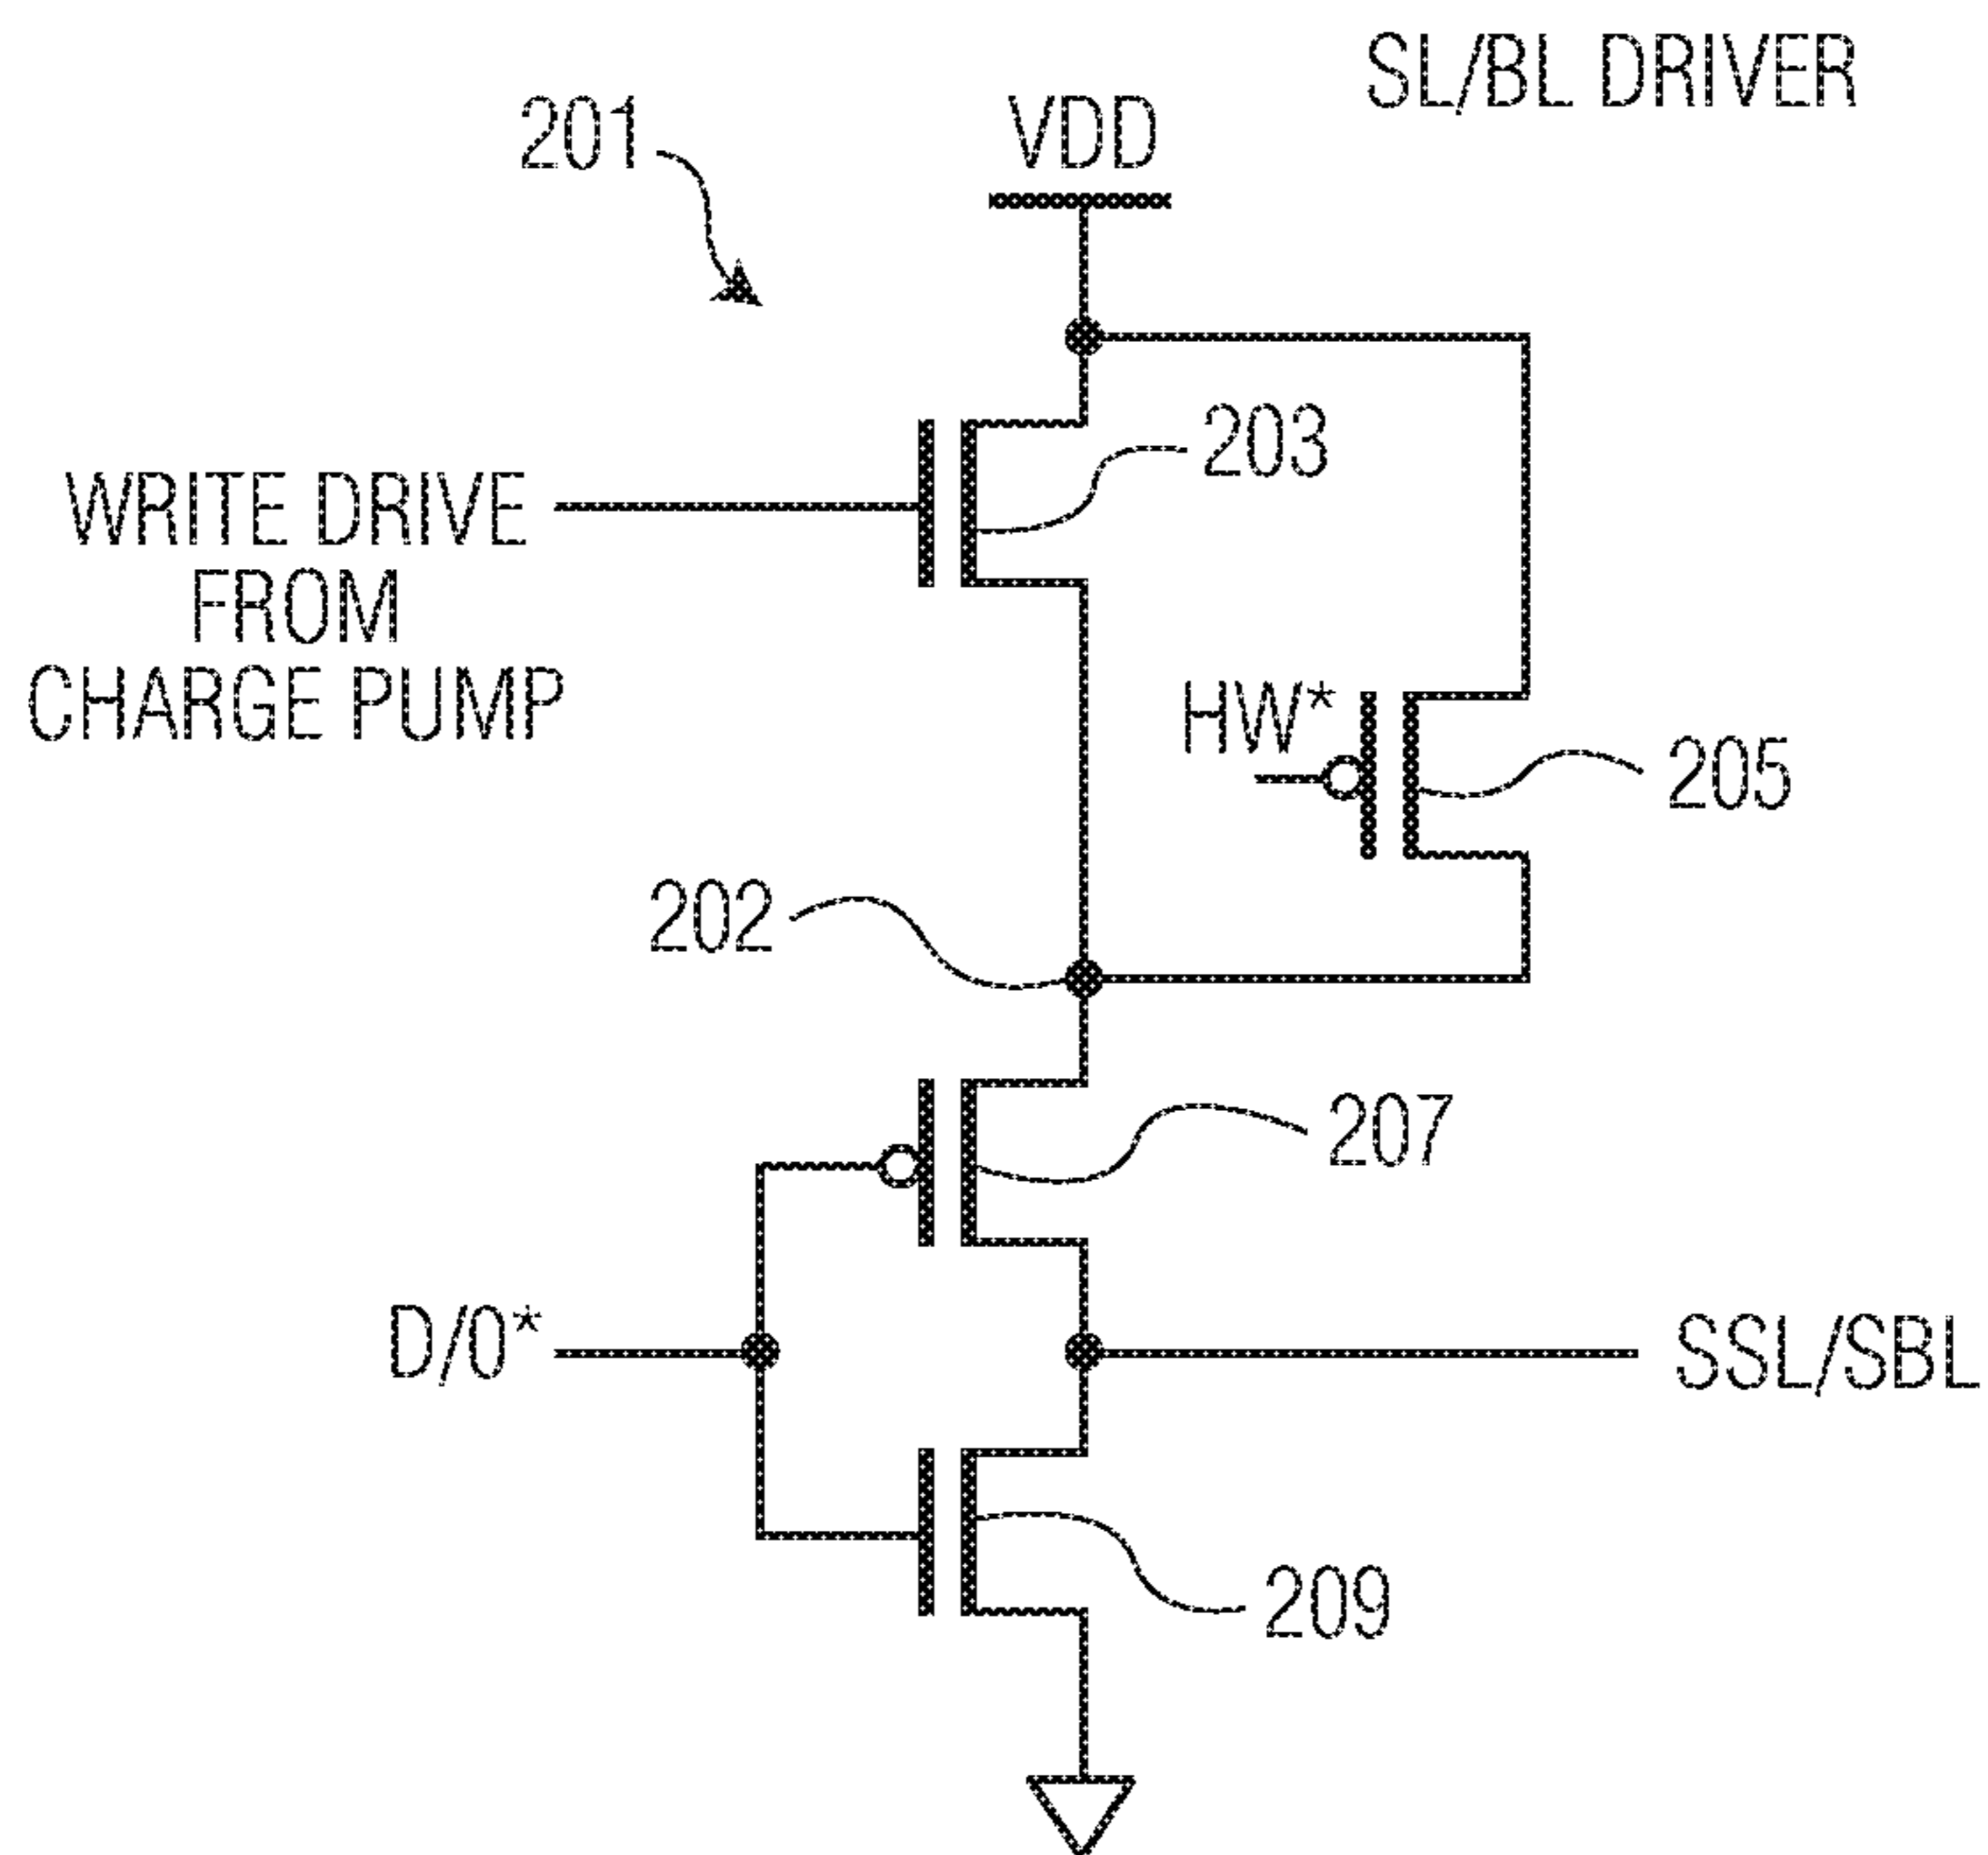 SL/BL DRIVER
201
VDD
203
WRITE DRIVE
FROM
CHARGE PUMP
HW*
205
202
207
D/0*
SSL/SBL
209